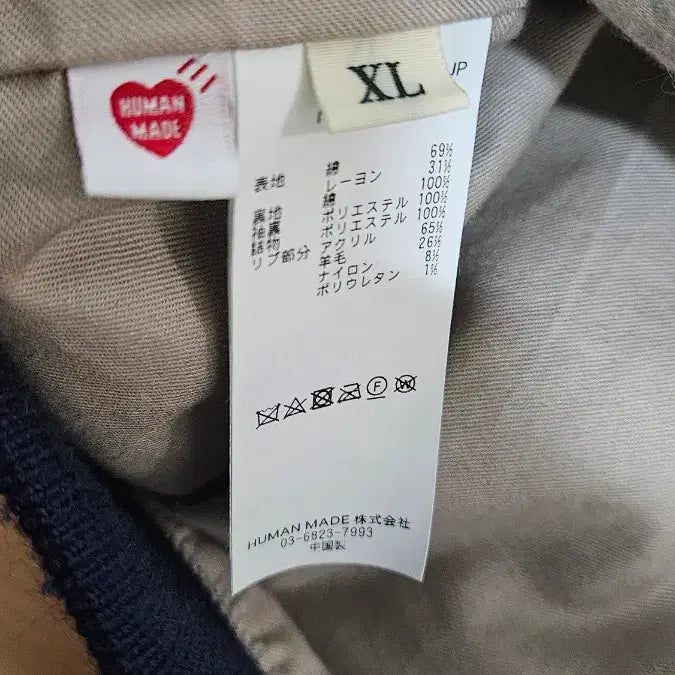 HUMAN
MADE
XL
JP
表地 綿 69%
レーヨン 31%
裏地 綿 100%
袖裏 ポリエステル 100%
詰物 ポリエステル 100%
リブ部分 アクリル 65%
羊毛 26%
ナイロン 8%
ポリウレタン 1%
F W
HUMAN MADE 株式会社
03-6823-7993
中国製